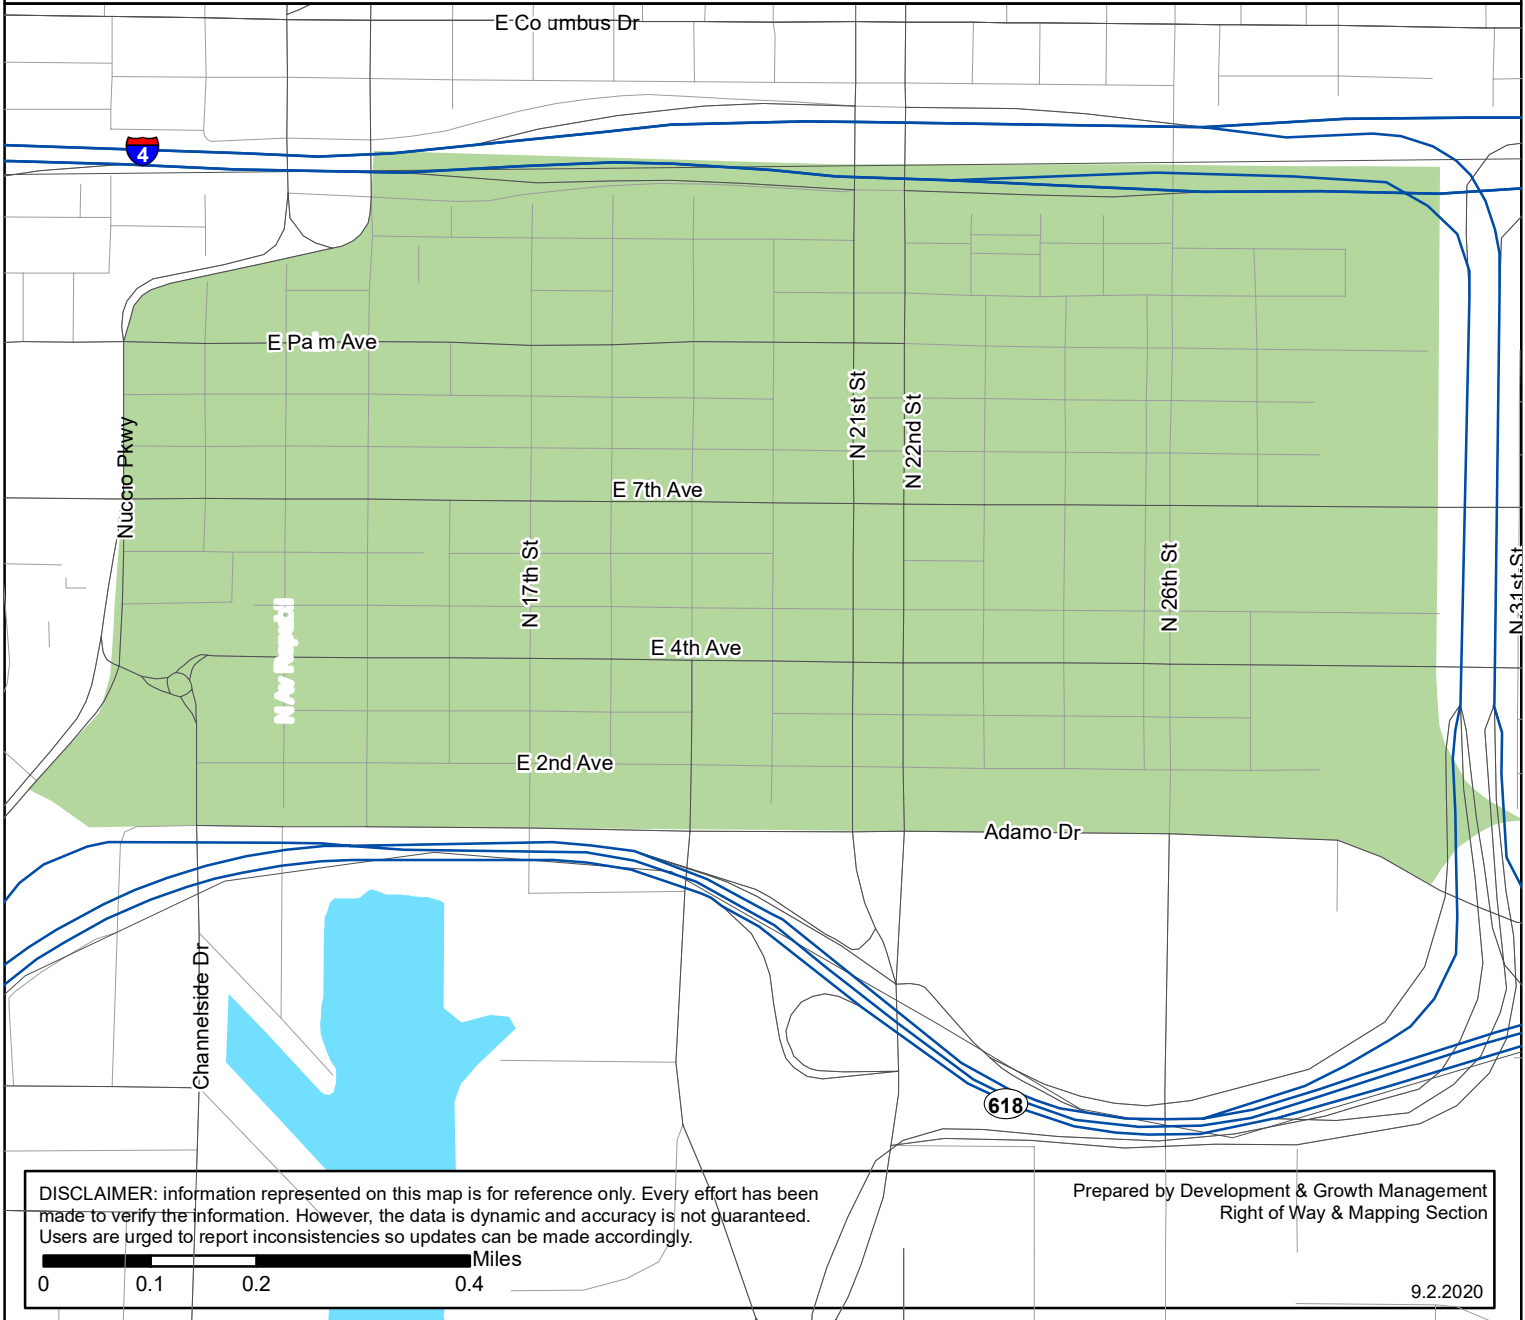 E Co umbus Dr
4
E Pa m Ave
N 21st St
N 22nd St
Nuccio Pkwy
E 7th Ave
N 17th St
N 26th St
N 31st St
E 4th Ave
E 2nd Ave
Adamo Dr
Channelside Dr
618
DISCLAIMER: information represented on this map is for reference only. Every effort has been
made to verify the information. However, the data is dynamic and accuracy is not guaranteed.
Users are urged to report inconsistencies so updates can be made accordingly.
Miles
0 0.1 0.2 0.4
Prepared by Development & Growth Management
Right of Way & Mapping Section
9.2.2020